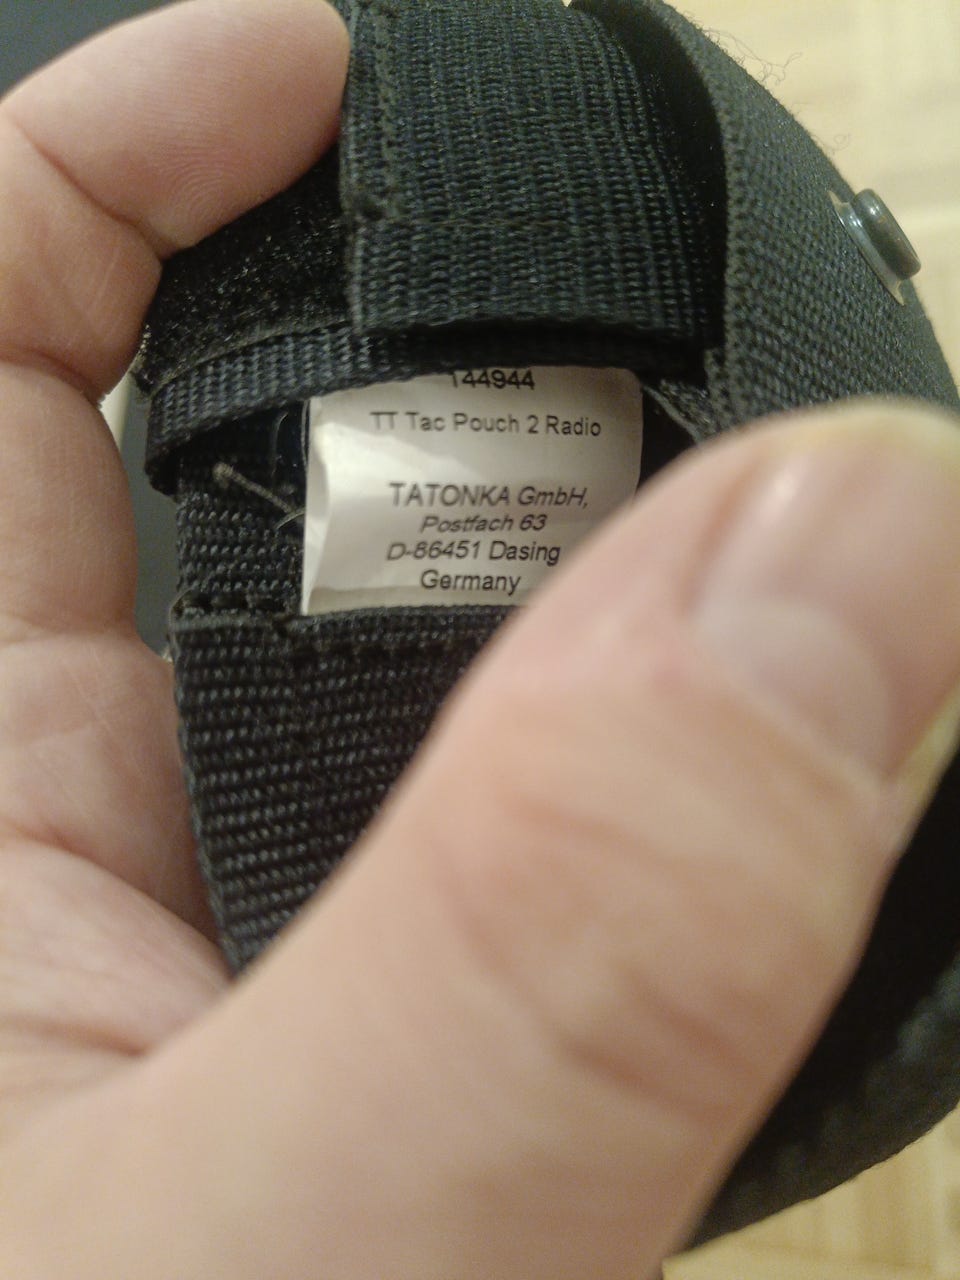 144944
TT Tac Pouch 2 Radio
TATONKA GmbH,
Postfach 63
D-86451 Dasing
Germany